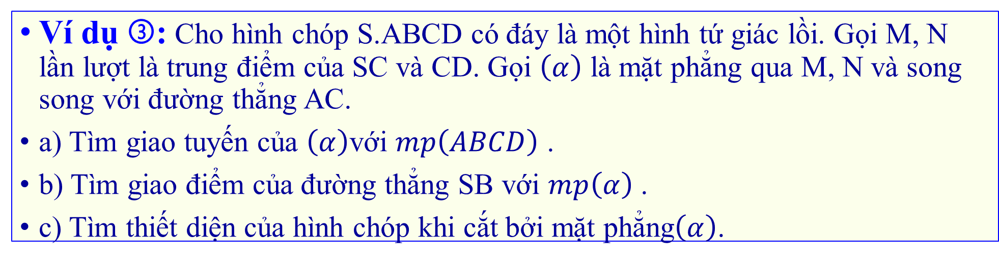 • Ví dụ ③: Cho hình chóp S.ABCD có đáy là một hình tứ giác lồi. Gọi M, N
lần lượt là trung điểm của SC và CD. Gọi (α) là mặt phẳng qua M, N và song
song với đường thẳng AC.
• a) Tìm giao tuyến của (α)với mp(ABCD) .
• b) Tìm giao điểm của đường thẳng SB với mp(α) .
• c) Tìm thiết diện của hình chóp khi cắt bởi mặt phẳng(α).